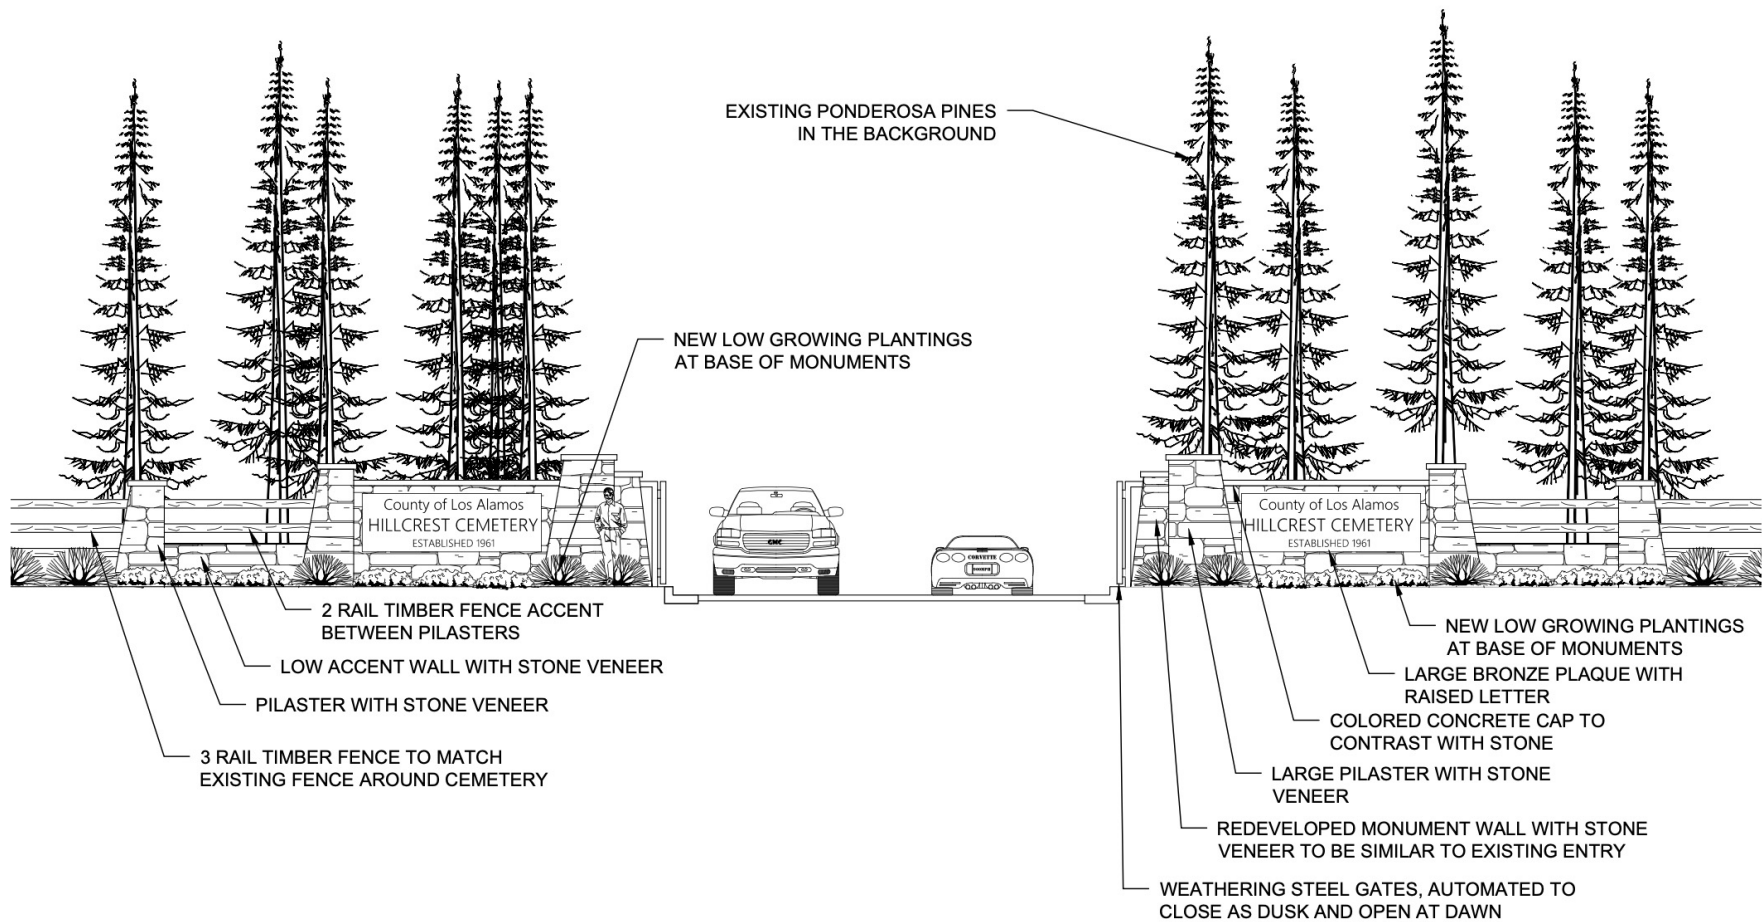 EXISTING PONDEROSA PINES
IN THE BACKGROUND
NEW LOW GROWING PLANTINGS
AT BASE OF MONUMENTS
County of Los Alamos
HILLCREST CEMETERY
ESTABLISHED 1961
GMC
CORVETTE
County of Los Alamos
HILLCREST CEMETERY
ESTABLISHED 1961
2 RAIL TIMBER FENCE ACCENT
BETWEEN PILASTERS
LOW ACCENT WALL WITH STONE VENEER
PILASTER WITH STONE VENEER
3 RAIL TIMBER FENCE TO MATCH
EXISTING FENCE AROUND CEMETERY
NEW LOW GROWING PLANTINGS
AT BASE OF MONUMENTS
LARGE BRONZE PLAQUE WITH
RAISED LETTER
COLORED CONCRETE CAP TO
CONTRAST WITH STONE
LARGE PILASTER WITH STONE
VENEER
REDEVELOPED MONUMENT WALL WITH STONE
VENEER TO BE SIMILAR TO EXISTING ENTRY
WEATHERING STEEL GATES, AUTOMATED TO
CLOSE AS DUSK AND OPEN AT DAWN